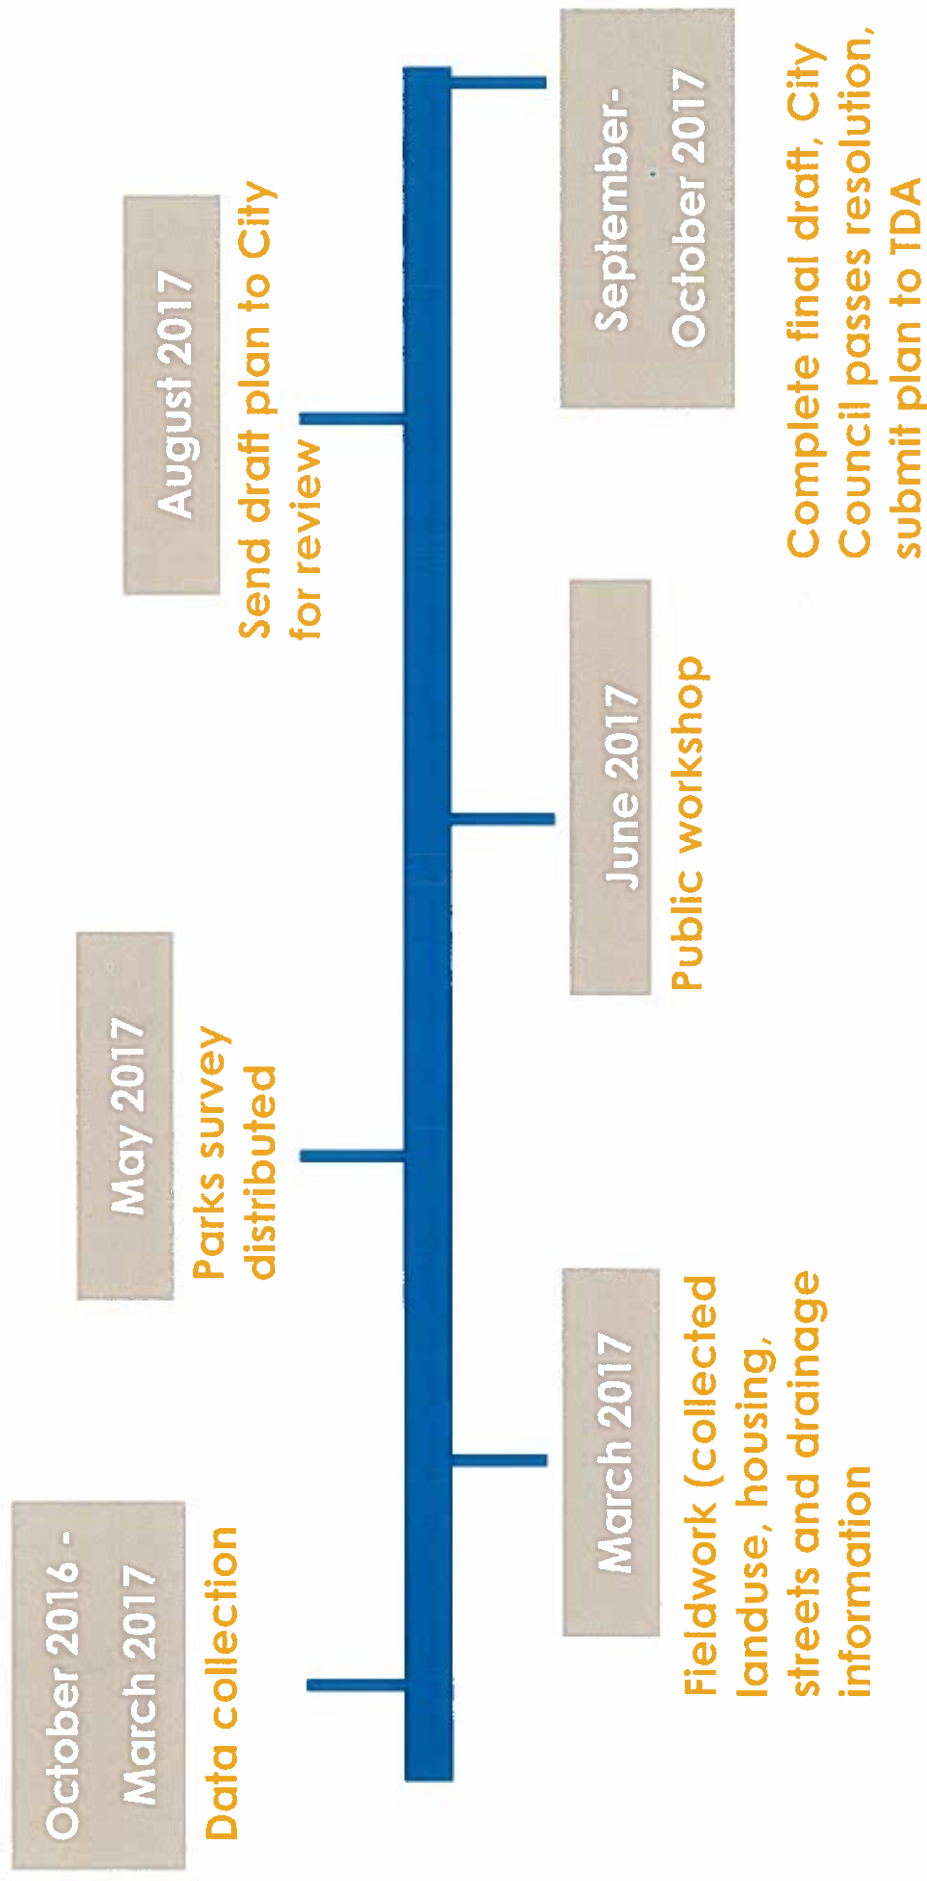 October 2016 -
March 2017
Data collection
March 2017
Fieldwork (collected
landuse, housing,
streets and drainage
information
May 2017
Parks survey
distributed
June 2017
Public workshop
August 2017
Send draft plan to City
for review
September-
October 2017
Complete final draft, City
Council passes resolution,
submit plan to TDA